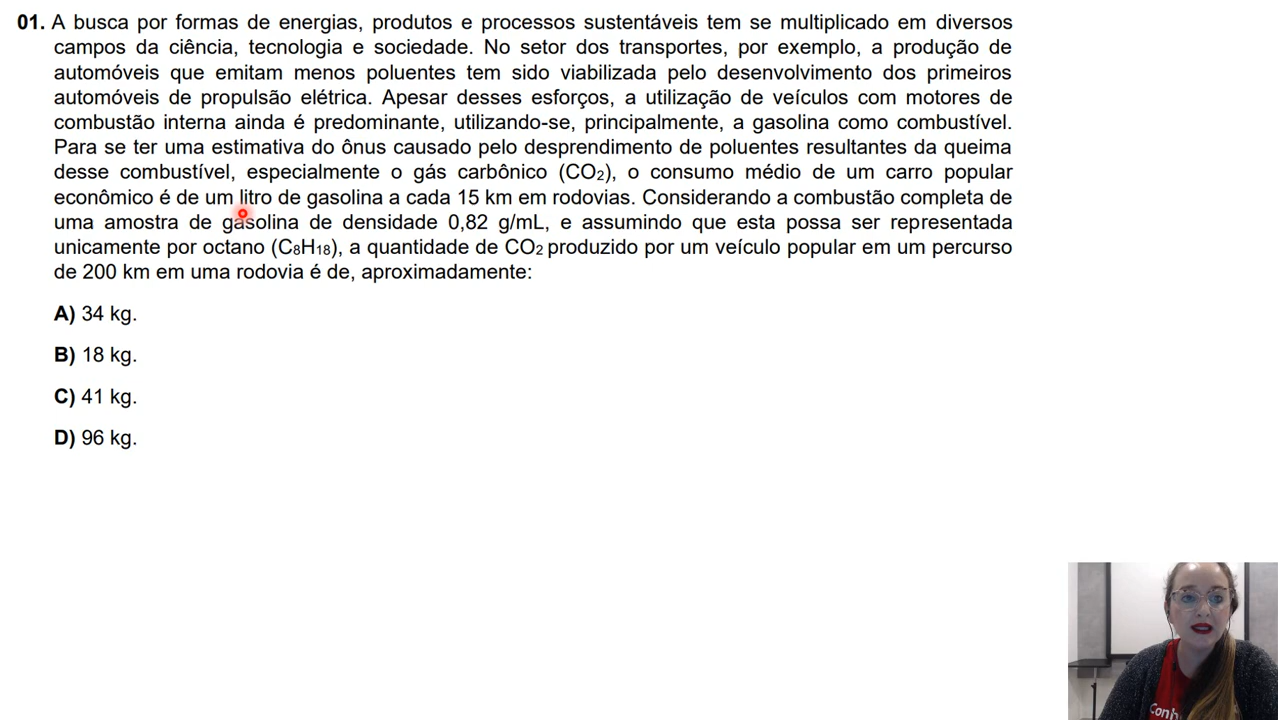 01. A busca por formas de energias, produtos e processos sustentáveis tem se multiplicado em diversos
campos da ciência, tecnologia e sociedade. No setor dos transportes, por exemplo, a produção de
automóveis que emitam menos poluentes tem sido viabilizada pelo desenvolvimento dos primeiros
automóveis de propulsão elétrica. Apesar desses esforços, a utilização de veículos com motores de
combustão interna ainda é predominante, utilizando-se, principalmente, a gasolina como combustível.
Para se ter uma estimativa do ônus causado pelo desprendimento de poluentes resultantes da queima
desse combustível, especialmente o gás carbônico (CO₂), o consumo médio de um carro popular
econômico é de um litro de gasolina a cada 15 km em rodovias. Considerando a combustão completa de
uma amostra de gasolina de densidade 0,82 g/mL, e assumindo que esta possa ser representada
unicamente por octano (C₈H₁₈), a quantidade de CO₂ produzido por um veículo popular em um percurso
de 200 km em uma rodovia é de, aproximadamente:
A) 34 kg.
B) 18 kg.
C) 41 kg.
D) 96 kg.